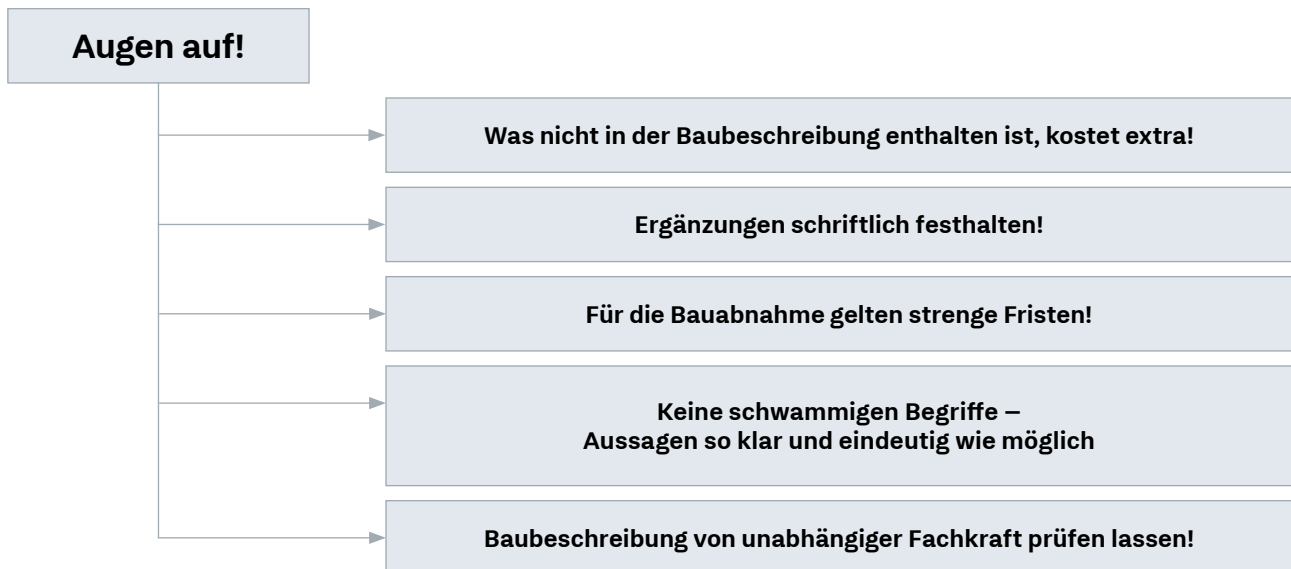 Augen auf!
Was nicht in der Baubeschreibung enthalten ist, kostet extra!
Ergänzungen schriftlich festhalten!
Für die Bauabnahme gelten strenge Fristen!
Keine schwammigen Begriffe –
Aussagen so klar und eindeutig wie möglich
Baubeschreibung von unabhängiger Fachkraft prüfen lassen!